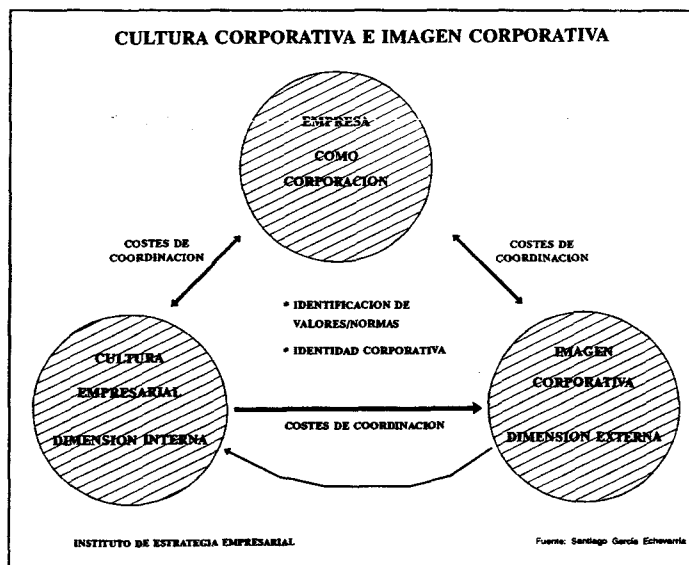 CULTURA CORPORATIVA E IMAGEN CORPORATIVA
EMPRESA
COMO
CORPORACION
COSTES DE
COORDINACION
COSTES DE
COORDINACION
* IDENTIFICACION DE
VALORES/NORMAS
* IDENTIDAD CORPORATIVA
CULTURA
EMPRESARIAL
DIMENSION INTERNA
IMAGEN
CORPORATIVA
DIMENSION EXTERNA
COSTES DE COORDINACION
INSTITUTO DE ESTRATEGIA EMPRESARIAL
Fuente: Santiago García Echevarría